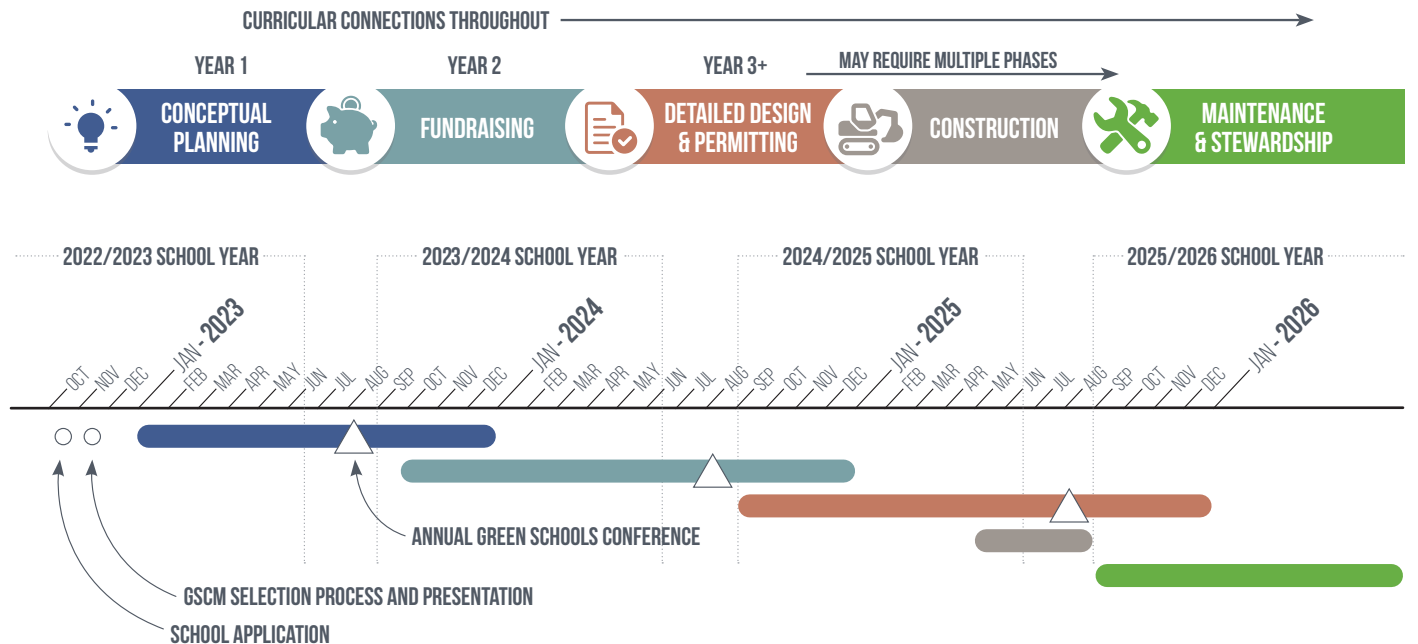 CURRICULAR CONNECTIONS THROUGHOUT
YEAR 1
YEAR 2
YEAR 3+
MAY REQUIRE MULTIPLE PHASES
CONCEPTUAL
PLANNING
FUNDRAISING
DETAILED DESIGN
& PERMITTING
CONSTRUCTION
MAINTENANCE
& STEWARDSHIP
2022/2023 SCHOOL YEAR
2023/2024 SCHOOL YEAR
2024/2025 SCHOOL YEAR
2025/2026 SCHOOL YEAR
OCT
NOV
DEC
JAN - 2023
FEB
MAR
APR
MAY
JUN
JUL
AUG
SEP
OCT
NOV
DEC
JAN - 2024
FEB
MAR
APR
MAY
JUN
JUL
AUG
SEP
OCT
NOV
DEC
JAN - 2025
FEB
MAR
APR
MAY
JUN
JUL
AUG
SEP
OCT
NOV
DEC
JAN - 2026
ANNUAL GREEN SCHOOLS CONFERENCE
GSCM SELECTION PROCESS AND PRESENTATION
SCHOOL APPLICATION